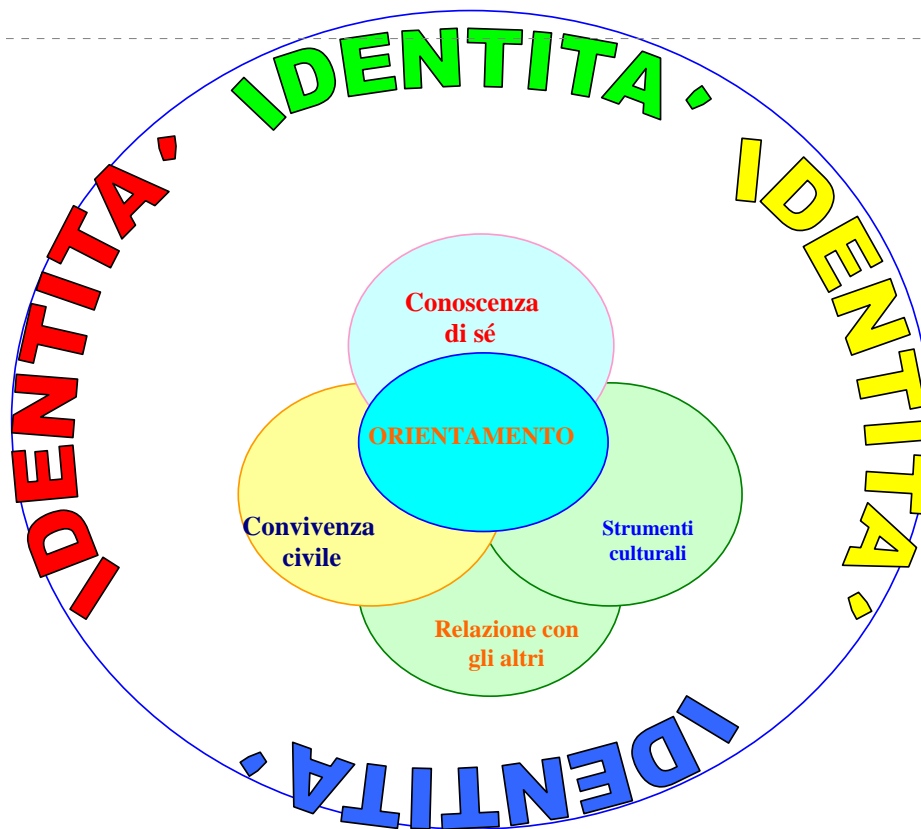 IDENTITA'
IDENTITA'
IDENTITA'
Conoscenza
di sé
ORIENTAMENTO
Convivenza
civile
Strumenti
culturali
Relazione con
gli altri
IDENTITA'